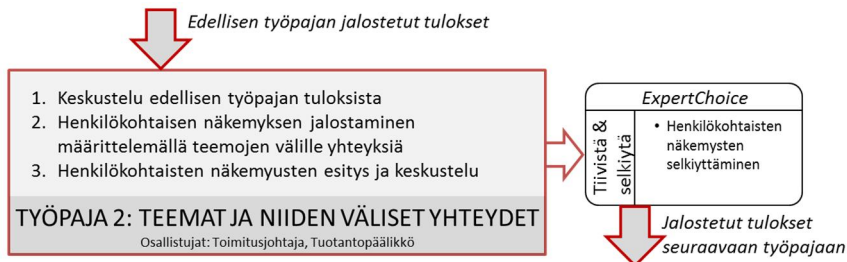 Edellisen työpajan jalostetut tulokset
1. Keskustelu edellisen työpajan tuloksista
2. Henkilökohtaisen näkemyksen jalostaminen
määrittelemällä teemojen välille yhteyksiä
3. Henkilökohtaisten näkemyusten esitys ja keskustelu
TYÖPAJA 2: TEEMAT JA NIIDEN VÄLISET YHTEYDET
Osallistujat: Toimitusjohtaja, Tuotantopäälikkö
ExpertChoice
Tiivistä &
selkiytä
• Henkilökohtaisten
näkemysten
selkiyttäminen
Jalostetut tulokset
seuraavaan työpajaan